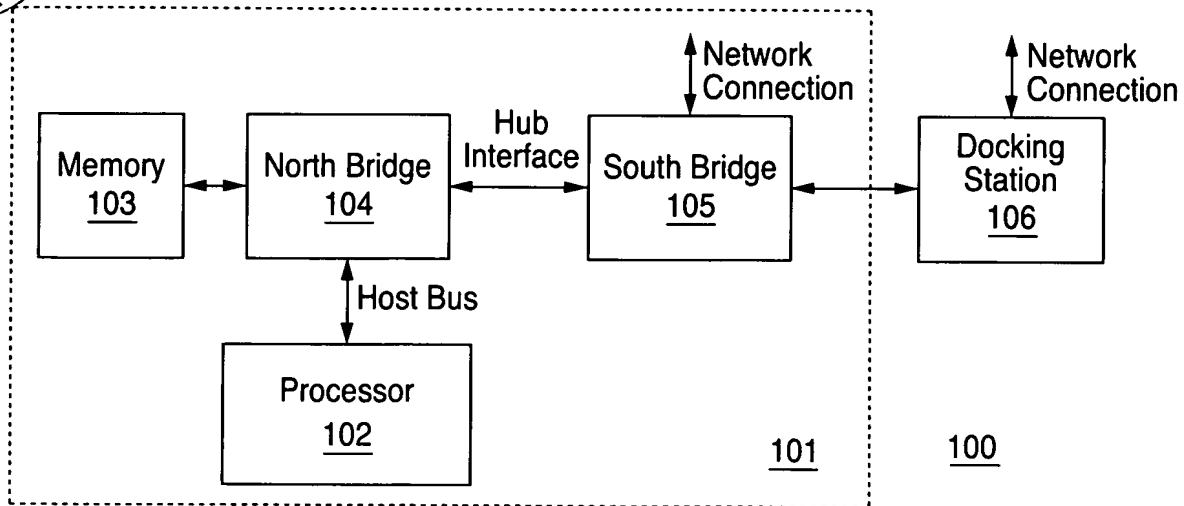 Network
Connection
Network
Connection
Memory
103
North Bridge
104
Hub
Interface
South Bridge
105
Docking
Station
106
Host Bus
Processor
102
101
100